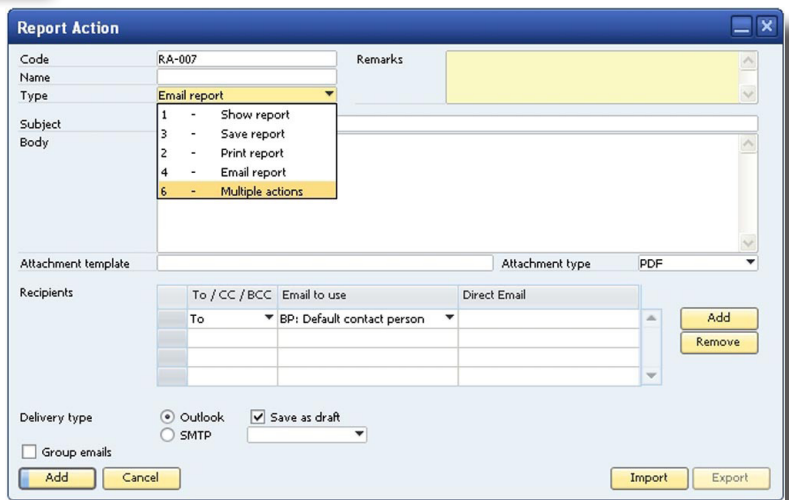 Report Action
Code RA-007 Remarks
Name
Type Email report
1 - Show report
3 - Save report
2 - Print report
4 - Email report
6 - Multiple actions
Subject
Body
Attachment template Attachment type PDF
Recipients To / CC / BCC Email to use Direct Email
To BP: Default contact person
Add
Remove
Delivery type Outlook Save as draft
SMTP
Group emails
Add Cancel Import Export